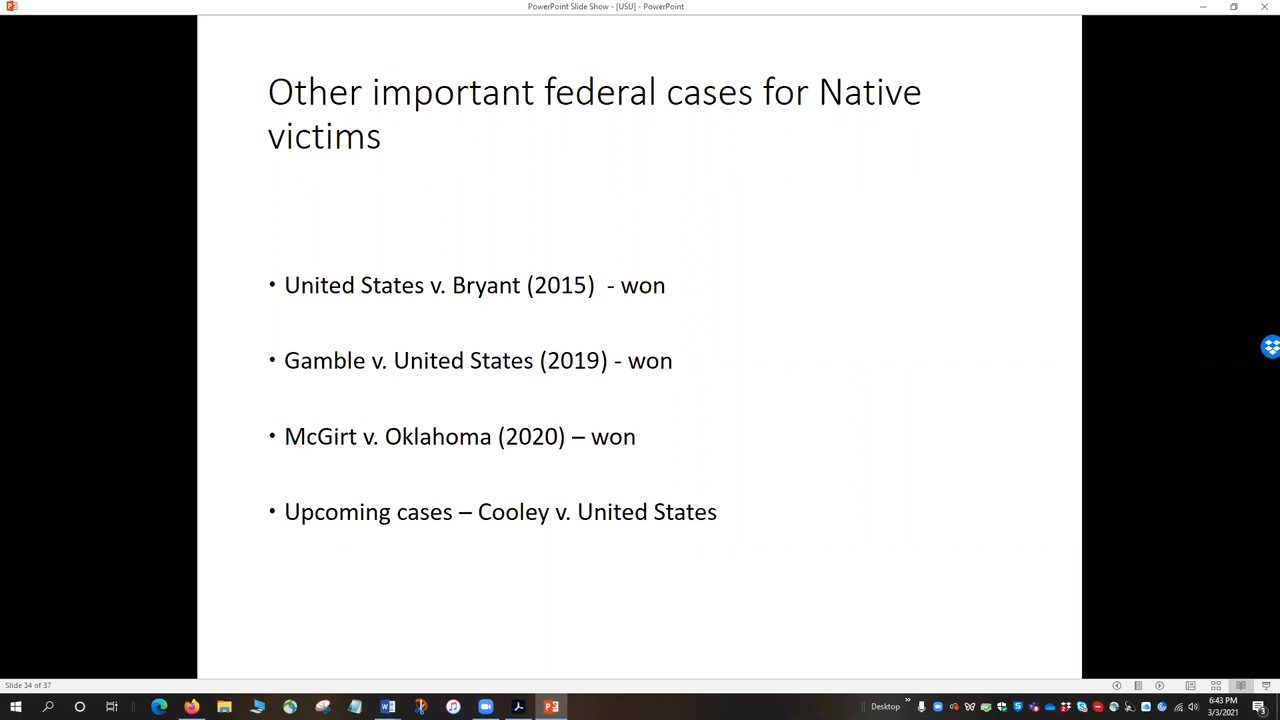 PowerPoint Slide Show - [USU] - PowerPoint
Other important federal cases for Native
victims
• United States v. Bryant (2015)  - won
• Gamble v. United States (2019) - won
• McGirt v. Oklahoma (2020) – won
• Upcoming cases – Cooley v. United States
Slide 34 of 37
Desktop
6:43 PM
3/3/2021